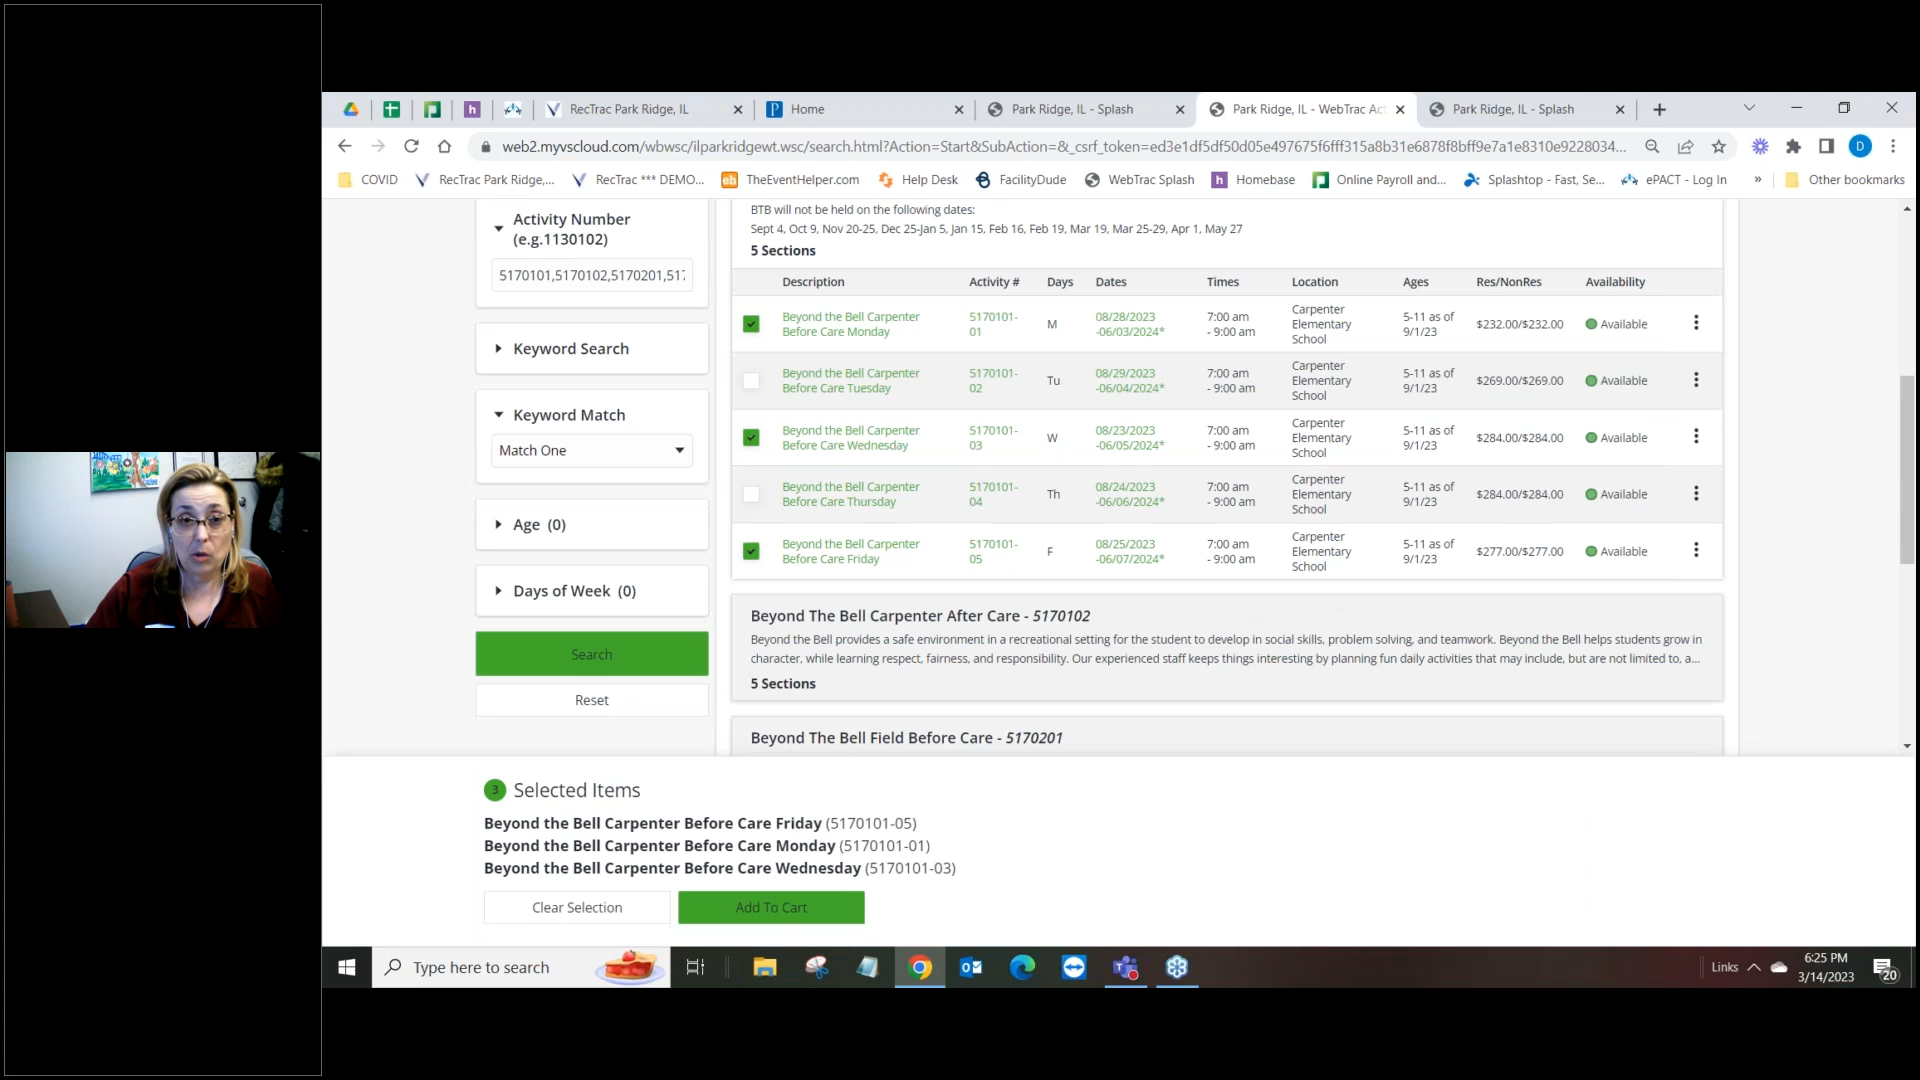 RecTrac Park Ridge, IL
Home
Park Ridge, IL - Splash
Park Ridge, IL - WebTrac Ac
Park Ridge, IL - Splash
web2.myvscloud.com/wbwsc/ilparkridgewt.wsc/search.html?Action=Start&SubAction=&_csrf_token=ed3e1df5df50d05e497675f6fff315a8b31e6878f8bff9e7a1e8310e9228034...
D
COVID
RecTrac Park Ridge,...
RecTrac *** DEMO...
TheEventHelper.com
Help Desk
FacilityDude
WebTrac Splash
Homebase
Online Payroll and...
Splashtop - Fast, Se...
ePACT - Log In
»
Other bookmarks
Activity Number
(e.g.1130102)
5170101,5170102,5170201,517
Keyword Search
Keyword Match
Match One
Age (0)
Days of Week (0)
Search
Reset
BTB will not be held on the following dates:
Sept 4, Oct 9, Nov 20-25, Dec 25-Jan 5, Jan 15, Feb 16, Feb 19, Mar 19, Mar 25-29, Apr 1, May 27
5 Sections
Description Activity # Days Dates Times Location Ages Res/NonRes Availability
Beyond the Bell Carpenter Before Care Monday 5170101-01 M 08/28/2023 -06/03/2024* 7:00 am - 9:00 am Carpenter Elementary School 5-11 as of 9/1/23 $232.00/$232.00 Available
Beyond the Bell Carpenter Before Care Tuesday 5170101-02 Tu 08/29/2023 -06/04/2024* 7:00 am - 9:00 am Carpenter Elementary School 5-11 as of 9/1/23 $269.00/$269.00 Available
Beyond the Bell Carpenter Before Care Wednesday 5170101-03 W 08/23/2023 -06/05/2024* 7:00 am - 9:00 am Carpenter Elementary School 5-11 as of 9/1/23 $284.00/$284.00 Available
Beyond the Bell Carpenter Before Care Thursday 5170101-04 Th 08/24/2023 -06/06/2024* 7:00 am - 9:00 am Carpenter Elementary School 5-11 as of 9/1/23 $284.00/$284.00 Available
Beyond the Bell Carpenter Before Care Friday 5170101-05 F 08/25/2023 -06/07/2024* 7:00 am - 9:00 am Carpenter Elementary School 5-11 as of 9/1/23 $277.00/$277.00 Available
Beyond The Bell Carpenter After Care - 5170102
Beyond the Bell provides a safe environment in a recreational setting for the student to develop in social skills, problem solving, and teamwork. Beyond the Bell helps students grow in
character, while learning respect, fairness, and responsibility. Our experienced staff keeps things interesting by planning fun daily activities that may include, but are not limited to, a...
5 Sections
Beyond The Bell Field Before Care - 5170201
3 Selected Items
Beyond the Bell Carpenter Before Care Friday (5170101-05)
Beyond the Bell Carpenter Before Care Monday (5170101-01)
Beyond the Bell Carpenter Before Care Wednesday (5170101-03)
Clear Selection
Add To Cart
Type here to search
Links
6:25 PM
3/14/2023
20